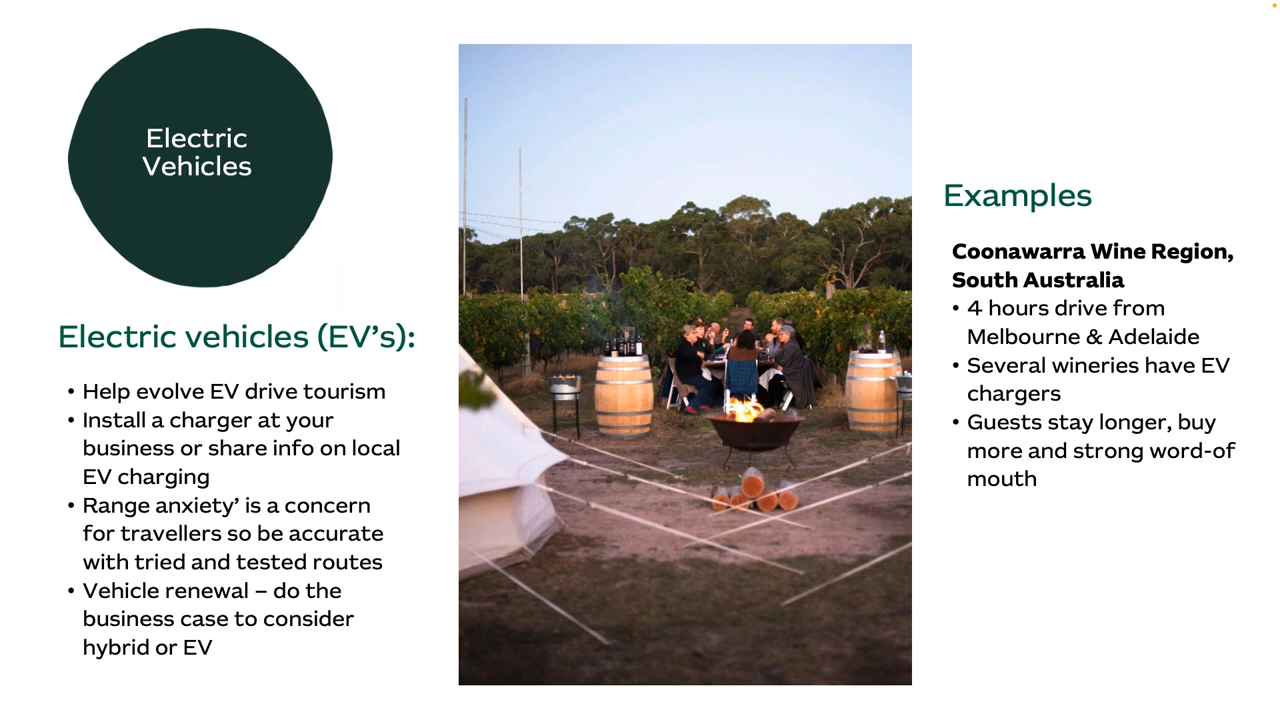 Electric
Vehicles
Electric vehicles (EV’s):
• Help evolve EV drive tourism
• Install a charger at your
business or share info on local
EV charging
• Range anxiety’ is a concern
for travellers so be accurate
with tried and tested routes
• Vehicle renewal – do the
business case to consider
hybrid or EV
Examples
Coonawarra Wine Region,
South Australia
• 4 hours drive from
Melbourne & Adelaide
• Several wineries have EV
chargers
• Guests stay longer, buy
more and strong word-of
mouth